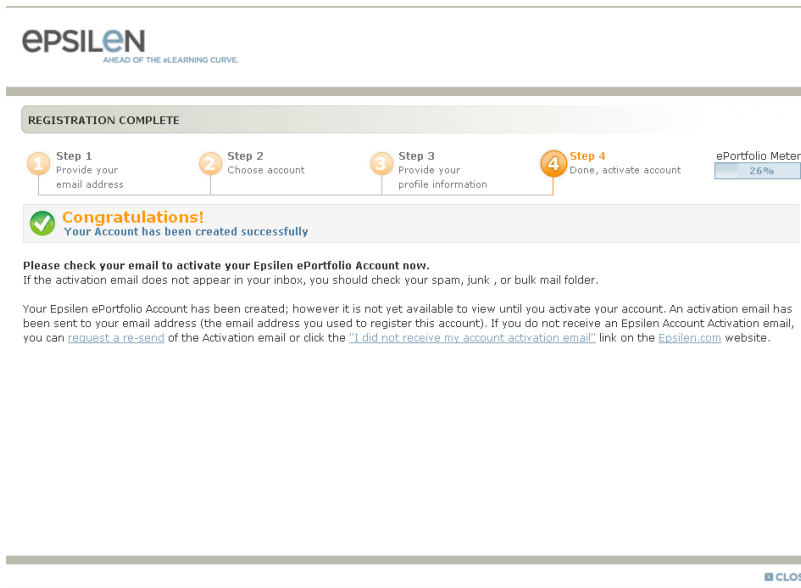 ePSILeN
AHEAD OF THE eLEARNING CURVE.
REGISTRATION COMPLETE
1 Step 1
Provide your
email address
2 Step 2
Choose account
3 Step 3
Provide your
profile information
4 Step 4
Done, activate account
ePortfolio Meter
26%
Congratulations!
Your Account has been created successfully
Please check your email to activate your Epsilen ePortfolio Account now.
If the activation email does not appear in your inbox, you should check your spam, junk , or bulk mail folder.
Your Epsilen ePortfolio Account has been created; however it is not yet available to view until you activate your account. An activation email has
been sent to your email address (the email address you used to register this account). If you do not receive an Epsilen Account Activation email,
you can request a re-send of the Activation email or click the "I did not receive my account activation email" link on the Epsilen.com website.
CLOS